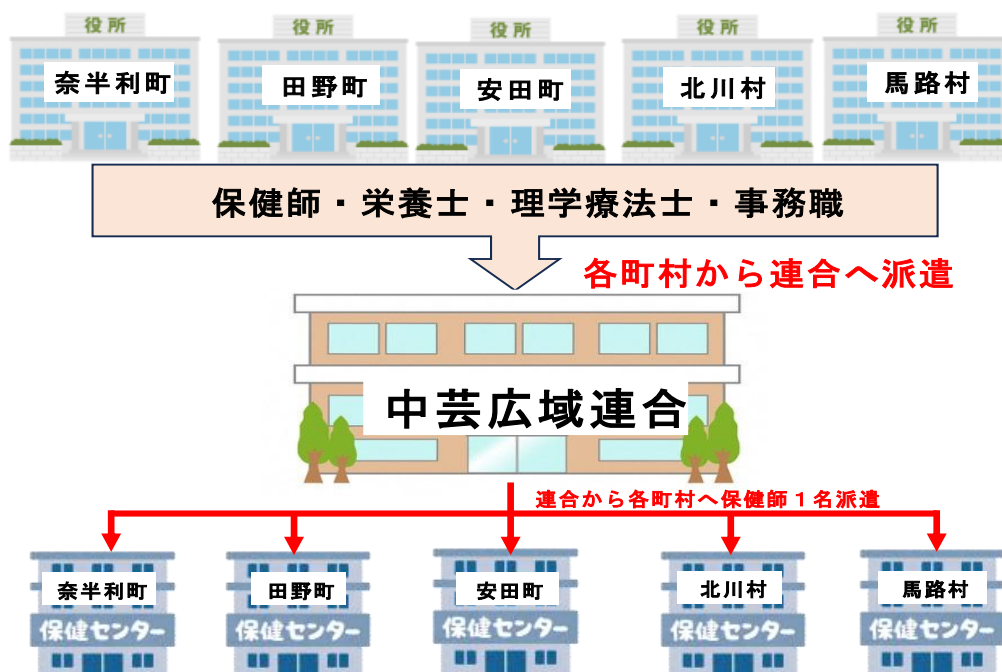 役所 役所 役所 役所 役所
奈半利町 田野町 安田町 北川村 馬路村
保健師・栄養士・理学療法士・事務職
各町村から連合へ派遣
中芸広域連合
連合から各町村へ保健師１名派遣
奈半利町 田野町 安田町 北川村 馬路村
保健センター 保健センター 保健センター 保健センター 保健センター